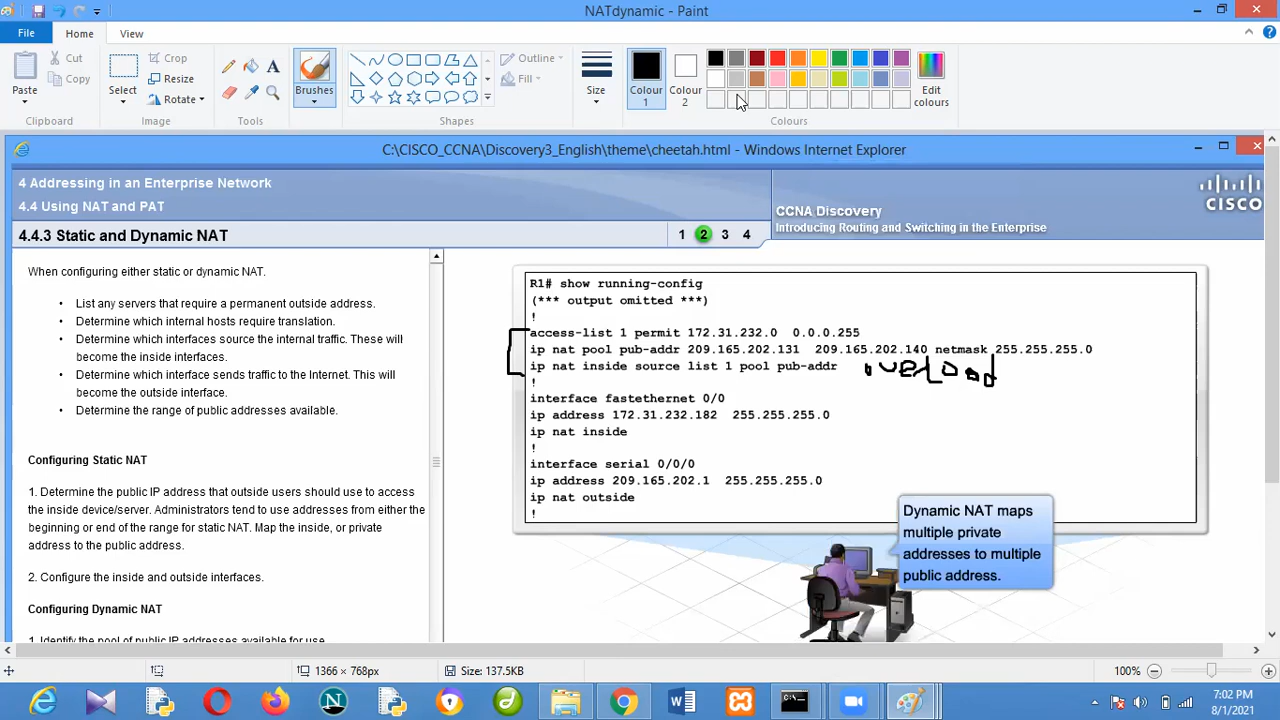 NATdynamic - Paint
File
Home
View
Paste
Cut
Copy
Clipboard
Select
Crop
Resize
Rotate
Image
A
Tools
Brushes
Outline
Fill
Shapes
Size
Colour 1
Colour 2
Edit colours
Colours
C:\CISCO_CCNA\Discovery3_English\theme\cheetah.html - Windows Internet Explorer
4 Addressing in an Enterprise Network
4.4 Using NAT and PAT
CCNA Discovery
Introducing Routing and Switching in the Enterprise
CISCO
4.4.3 Static and Dynamic NAT
1 2 3 4
When configuring either static or dynamic NAT.
• List any servers that require a permanent outside address.
• Determine which internal hosts require translation.
• Determine which interfaces source the internal traffic. These will
become the inside interfaces.
• Determine which interface sends traffic to the Internet. This will
become the outside interface.
• Determine the range of public addresses available.
Configuring Static NAT
1. Determine the public IP address that outside users should use to access
the inside device/server. Administrators tend to use addresses from either the
beginning or end of the range for static NAT. Map the inside, or private
address to the public address.
2. Configure the inside and outside interfaces.
Configuring Dynamic NAT
1. Identify the pool of public IP addresses available for use.
R1# show running-config
(*** output omitted ***)
!
access-list 1 permit 172.31.232.0 0.0.0.255
ip nat pool pub-addr 209.165.202.131 209.165.202.140 netmask 255.255.255.0
ip nat inside source list 1 pool pub-addr overload
!
interface fastethernet 0/0
ip address 172.31.232.182 255.255.255.0
ip nat inside
!
interface serial 0/0/0
ip address 209.165.202.1 255.255.255.0
ip nat outside
!
Dynamic NAT maps
multiple private
addresses to multiple
public address.
1366 × 768px
Size: 137.5KB
100%
7:02 PM
8/1/2021